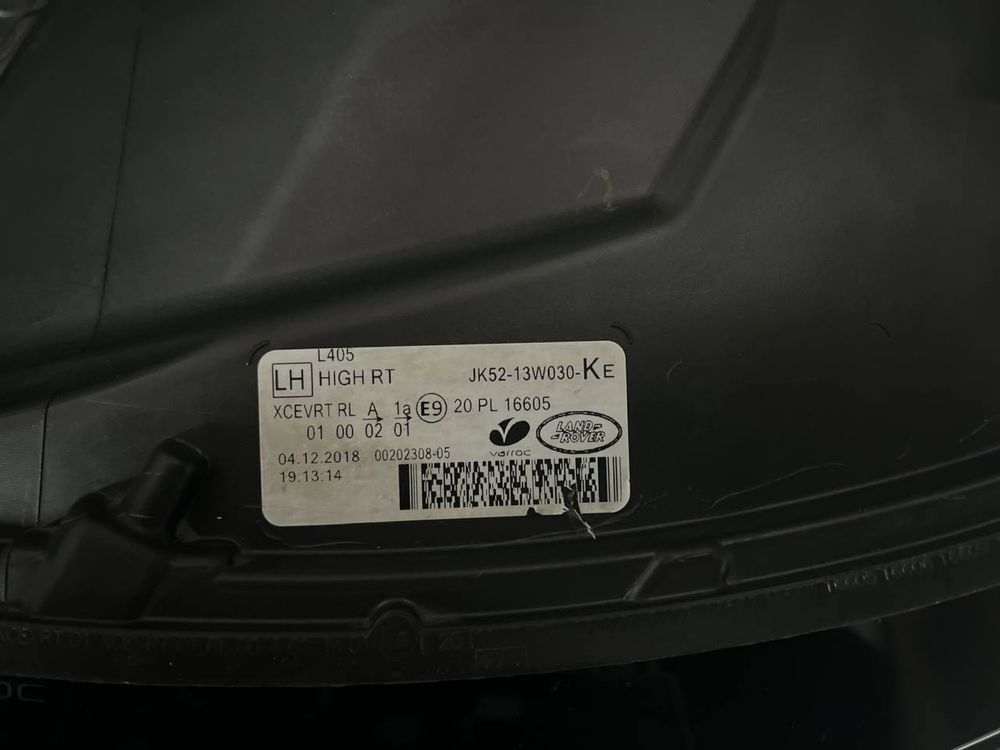 L405
LH HIGH RT JK52-13W030-KE
XCEVRT RL A 1a E9 20 PL 16605
01 00 02 01
varroc
LAND-
-ROVER
04.12.2018 00202308-05
19.13.14